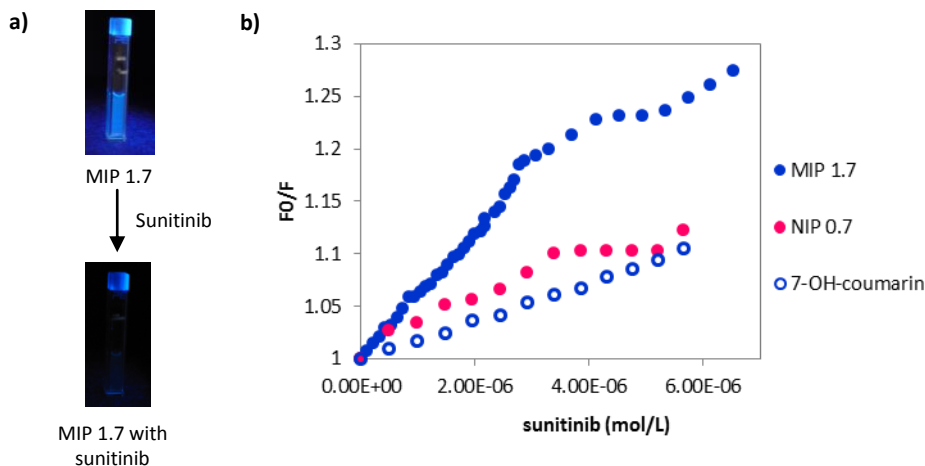 a)
MIP 1.7
Sunitinib
MIP 1.7 with
sunitinib
b)
F0/F
1.3
1.25
1.2
1.15
1.1
1.05
1
0.00E+00 2.00E-06 4.00E-06 6.00E-06
sunitinib (mol/L)
MIP 1.7
NIP 0.7
7-OH-coumarin